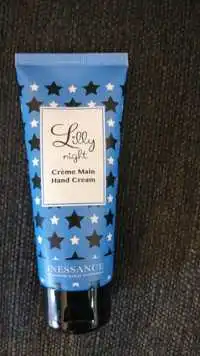 Lilly
night
Crème Main
Hand Cream
INESSANCE